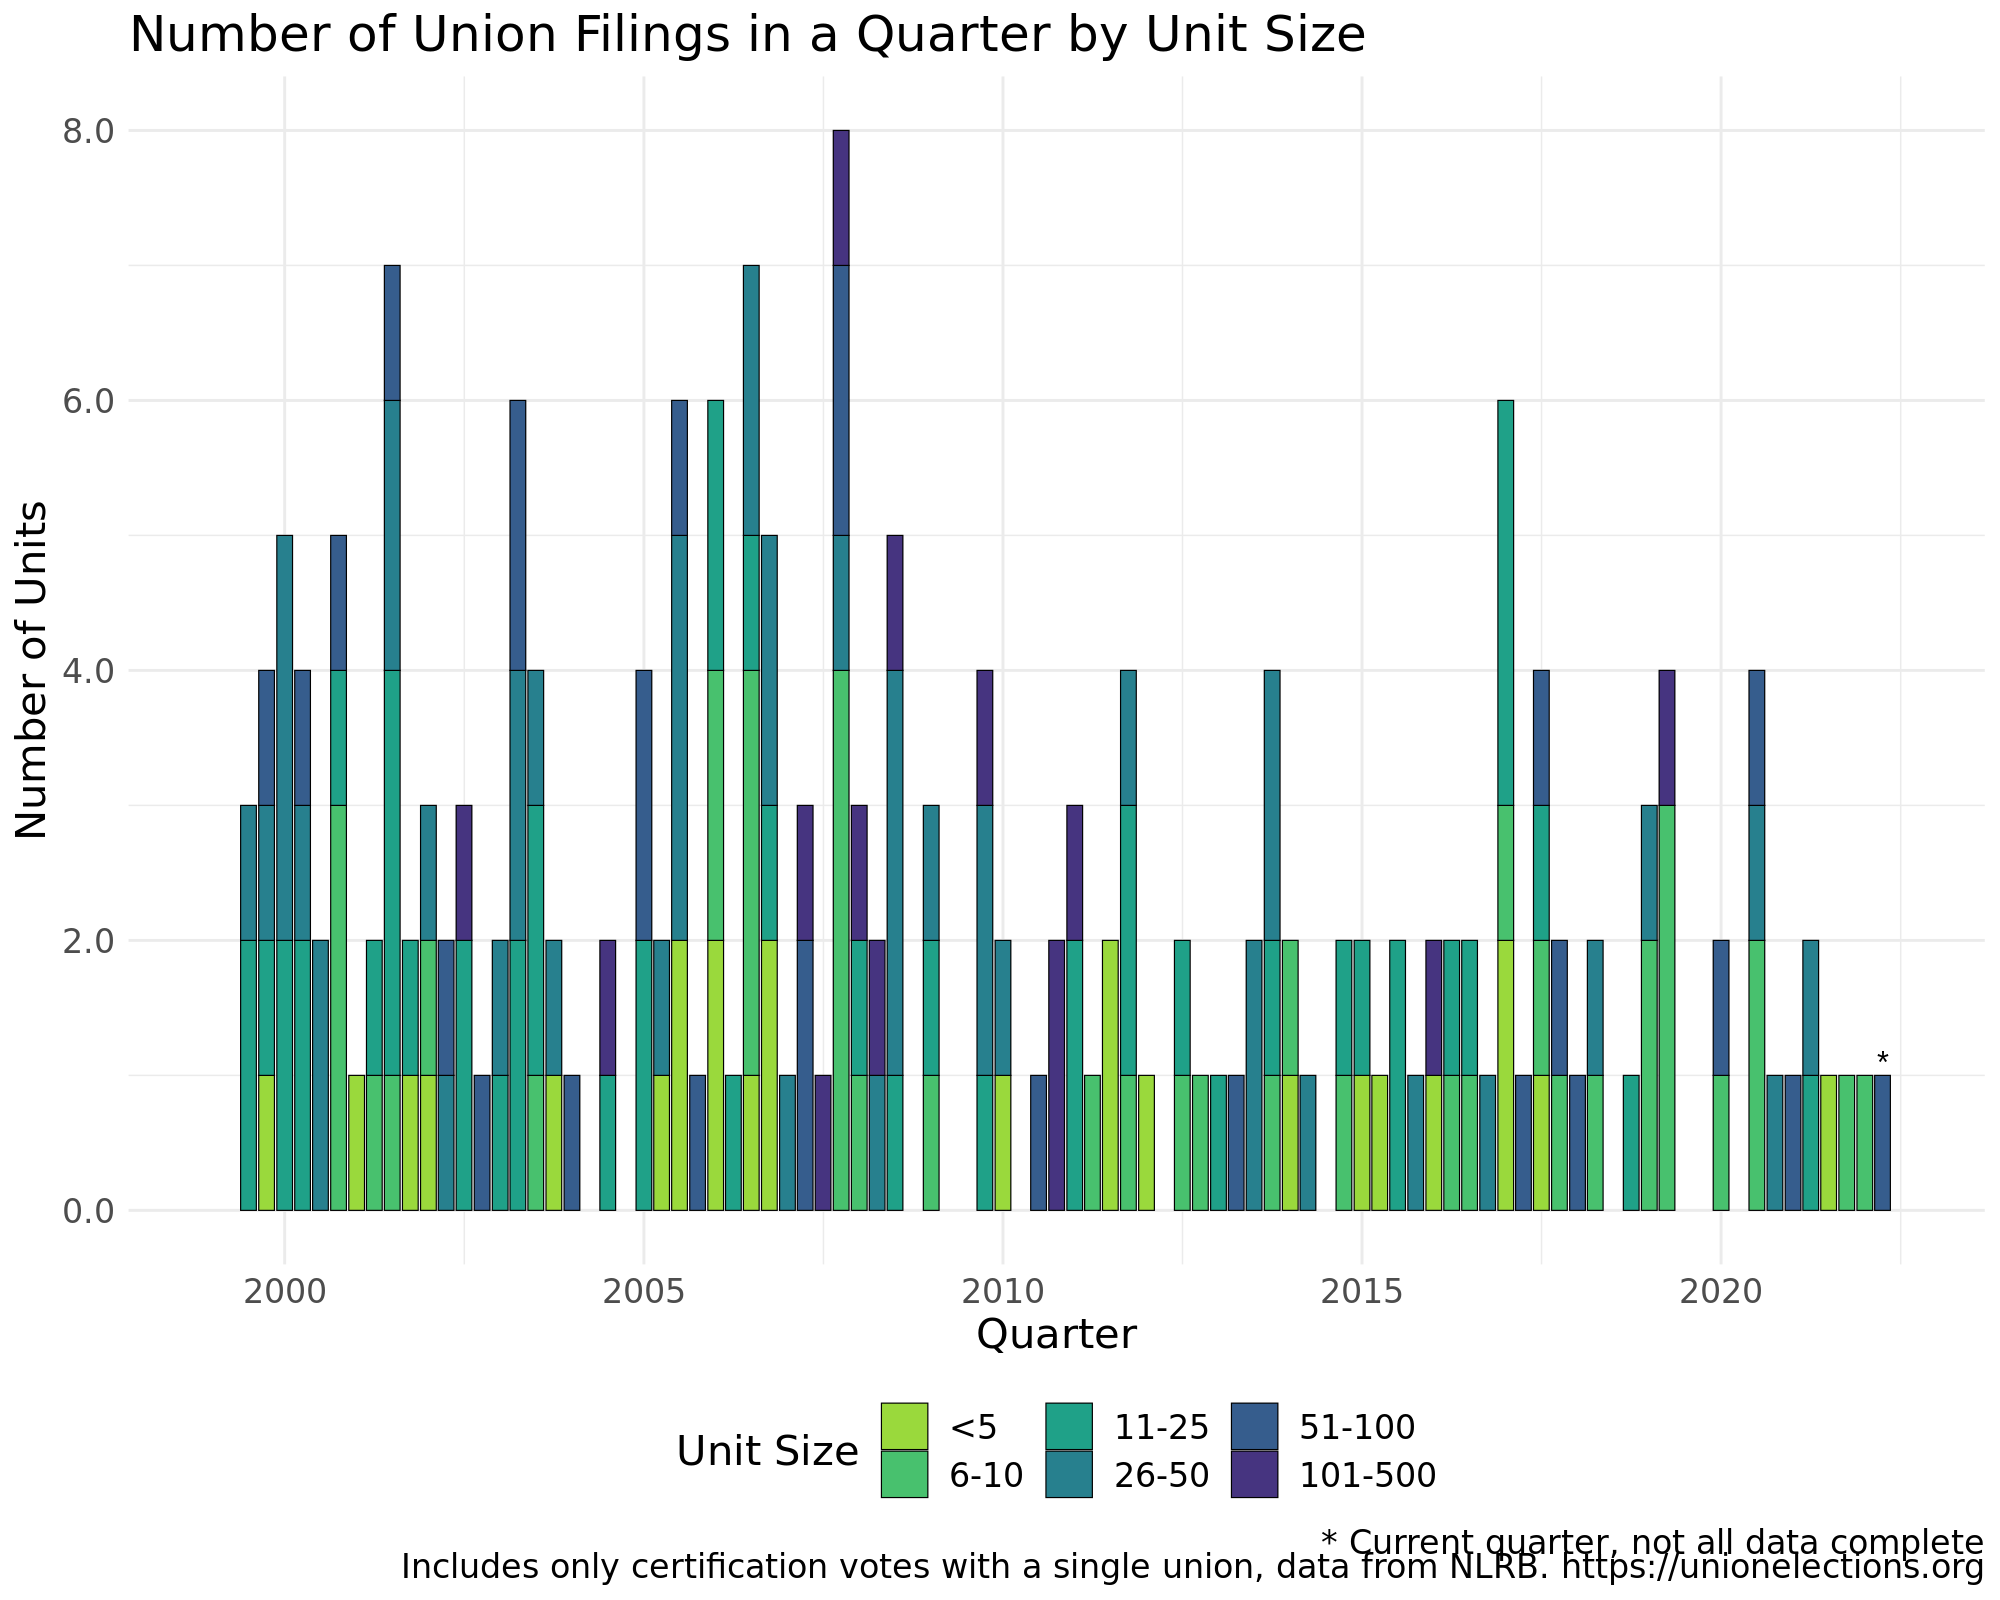 Number of Union Filings in a Quarter by Unit Size
Number of Units
8.0
6.0
4.0
2.0
0.0
*
2000 2005 2010 2015 2020
Quarter
Unit Size
<5 11-25 51-100
6-10 26-50 101-500
* Current quarter, not all data complete
Includes only certification votes with a single union, data from NLRB. https://unionelections.org